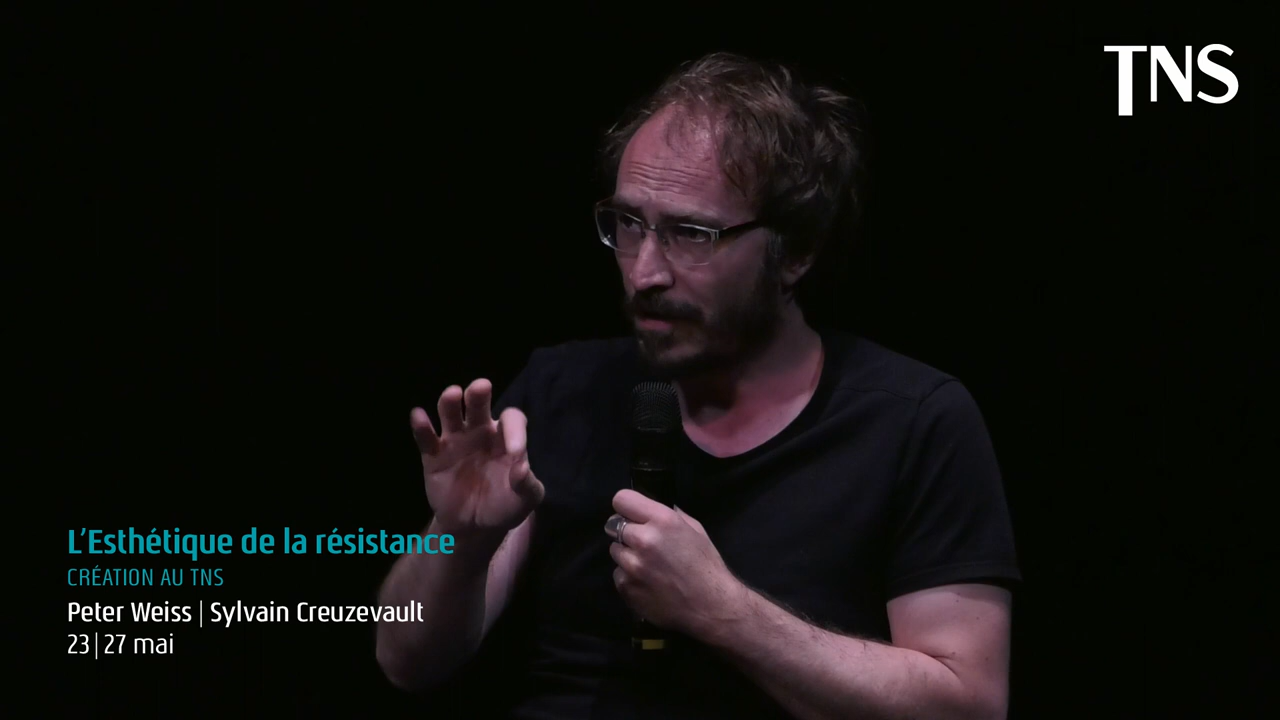 TNS
L'Esthétique de la résistance
CRÉATION AU TNS
Peter Weiss | Sylvain Creuzevault
23 | 27 mai